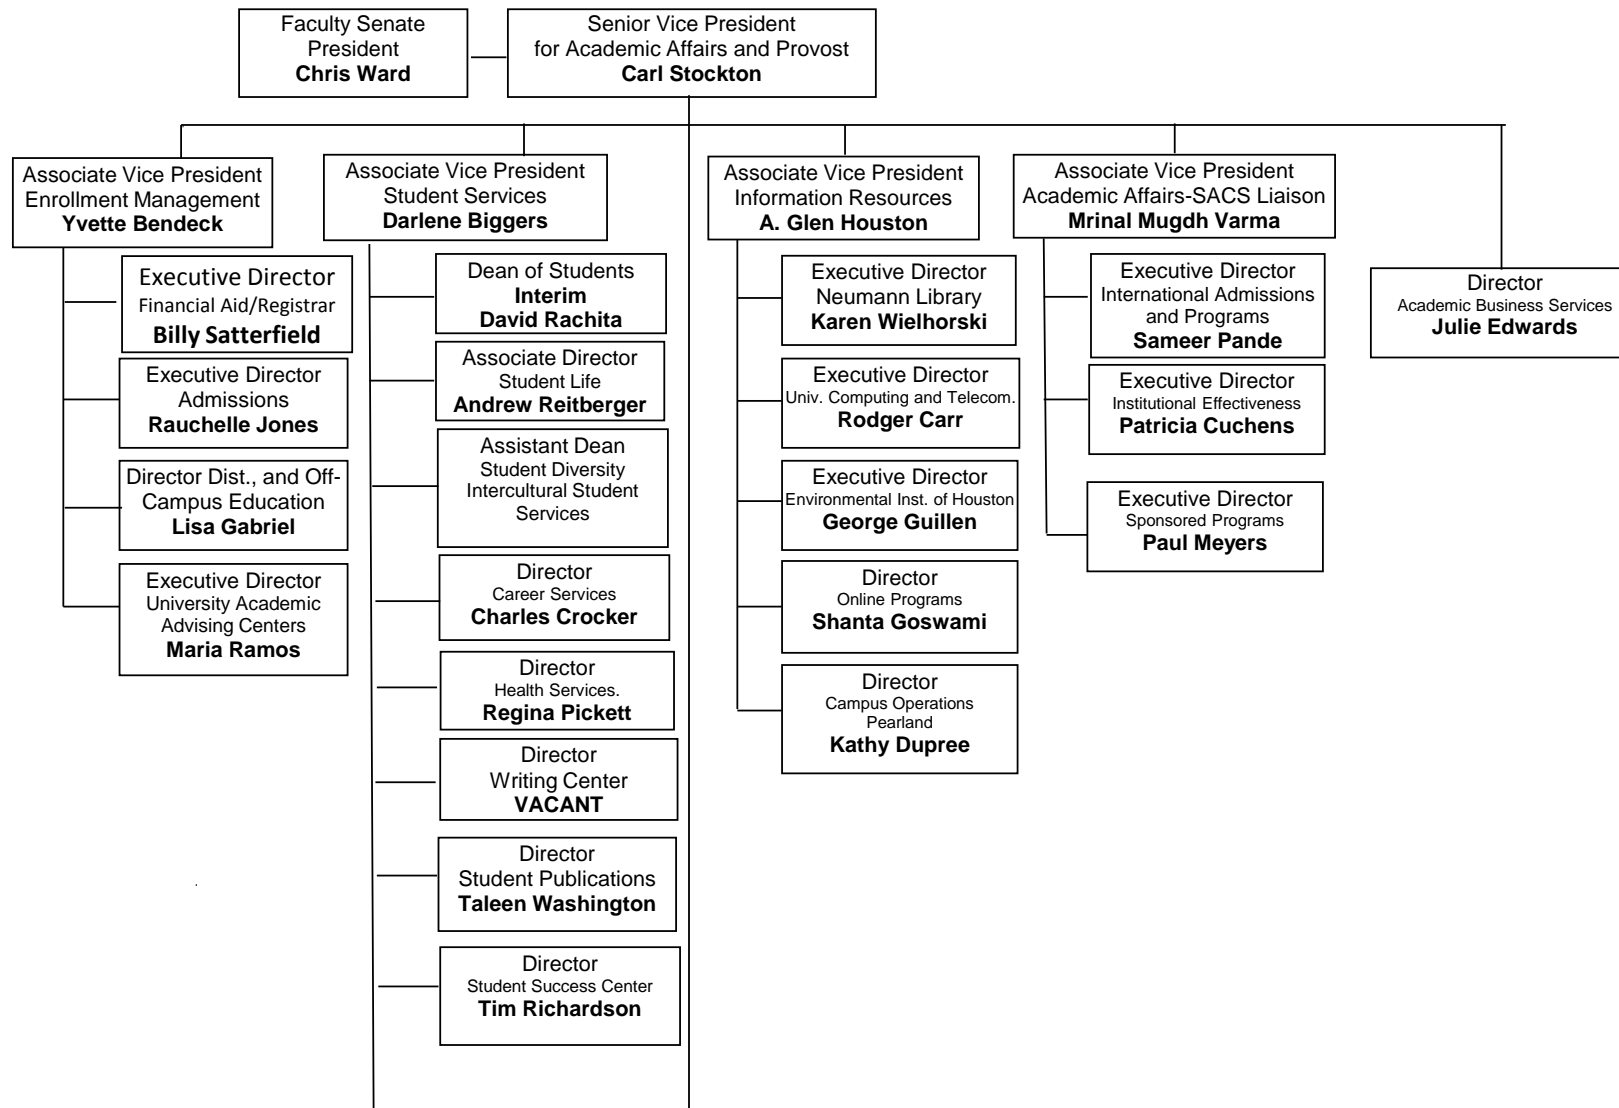 Faculty Senate
President
Chris Ward
Senior Vice President
for Academic Affairs and Provost
Carl Stockton
Associate Vice President
Enrollment Management
Yvette Bendeck
Executive Director
Financial Aid/Registrar
Billy Satterfield
Executive Director
Admissions
Rauchelle Jones
Director Dist., and Off-
Campus Education
Lisa Gabriel
Executive Director
University Academic
Advising Centers
Maria Ramos
Associate Vice President
Student Services
Darlene Biggers
Dean of Students
Interim
David Rachita
Associate Director
Student Life
Andrew Reitberger
Assistant Dean
Student Diversity
Intercultural Student
Services
Director
Career Services
Charles Crocker
Director
Health Services.
Regina Pickett
Director
Writing Center
VACANT
Director
Student Publications
Taleen Washington
Director
Student Success Center
Tim Richardson
Associate Vice President
Information Resources
A. Glen Houston
Executive Director
Neumann Library
Karen Wielhorski
Executive Director
Univ. Computing and Telecom.
Rodger Carr
Executive Director
Environmental Inst. of Houston
George Guillen
Director
Online Programs
Shanta Goswami
Director
Campus Operations
Pearland
Kathy Dupree
Associate Vice President
Academic Affairs-SACS Liaison
Mrinal Mugdh Varma
Executive Director
International Admissions
and Programs
Sameer Pande
Executive Director
Institutional Effectiveness
Patricia Cuchens
Executive Director
Sponsored Programs
Paul Meyers
Director
Academic Business Services
Julie Edwards